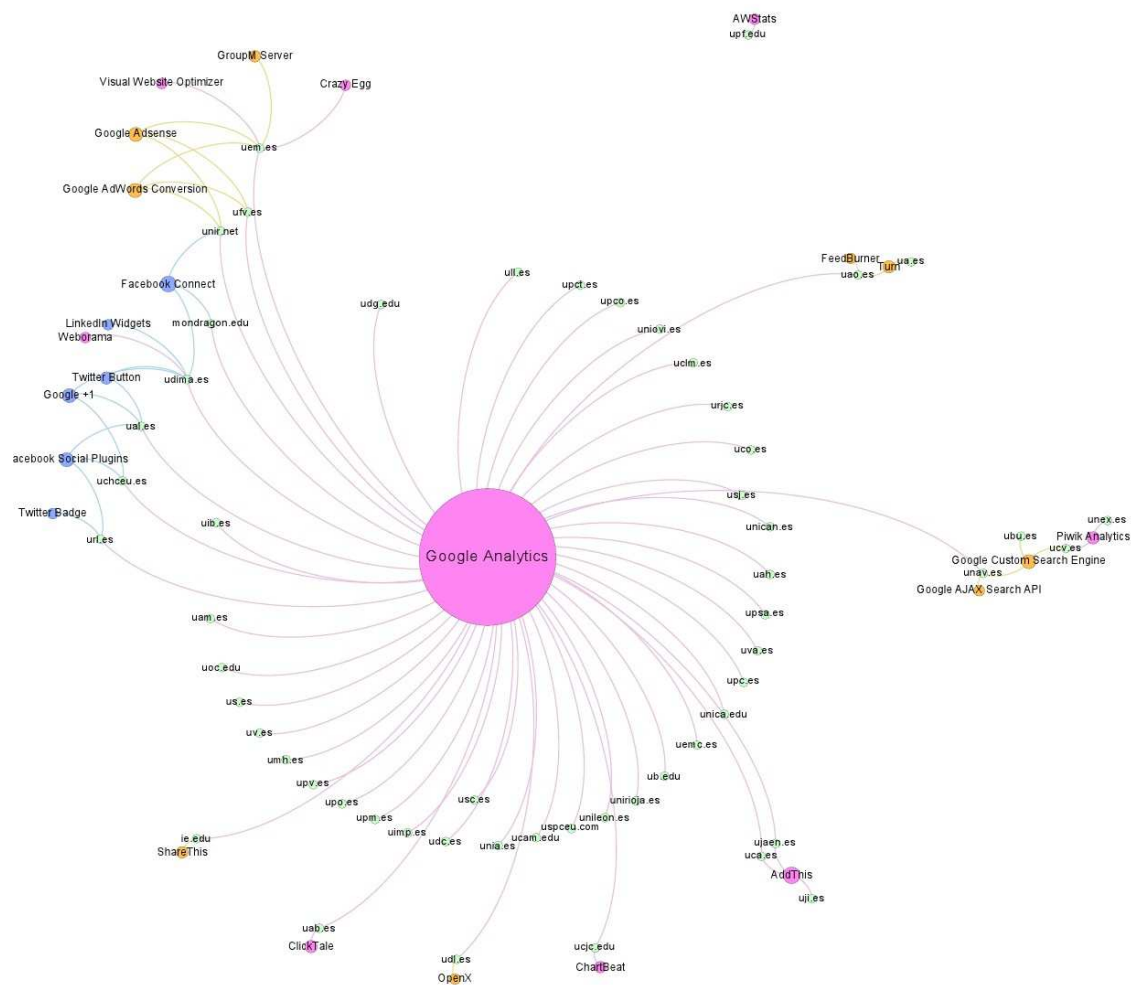 AWStats
upf.edu
GroupM Server
Visual Website Optimizer
Crazy Egg
Google Adsense
uem.es
Google AdWords Conversion
ufv.es
unir.net
FeedBurner
ua.es
Turn
uao.es
ull.es
Facebook Connect
upct.es
udg.edu
upco.es
LinkedIn Widgets
mondragon.edu
uniovi.es
Weborama
uclm.es
Twitter Button
udima.es
Google +1
urjc.es
ual.es
uco.es
acebook Social Plugins
uchceu.es
usj.es
Twitter Badge
uib.es
unican.es
unex.es
url.es
ubu.es
Piwik Analytics
ucv.es
Google Analytics
Google Custom Search Engine
unav.es
uah.es
Google AJAX Search API
upsa.es
uam.es
uva.es
uoc.edu
upc.es
us.es
unica.edu
uv.es
uemc.es
umh.es
ub.edu
upv.es
usc.es
unirioja.es
upo.es
unileon.es
upm.es
uspceu.com
uimp.es
ie.edu
udc.es
ucam.edu
unia.es
ujaen.es
ShareThis
uca.es
AddThis
uji.es
uab.es
ClickTale
ucjc.edu
udl.es
ChartBeat
OpenX